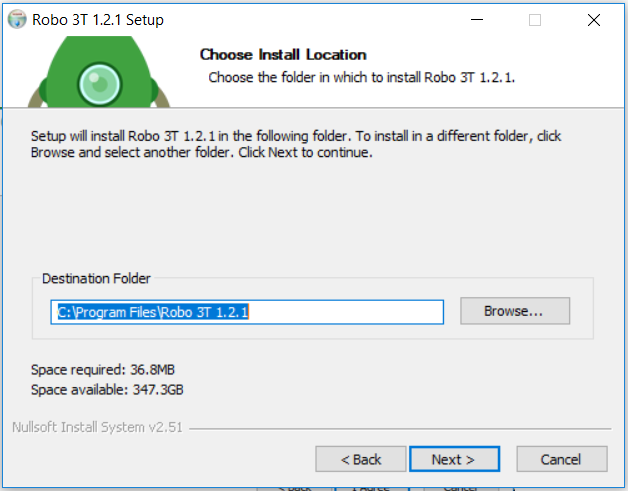 Robo 3T 1.2.1 Setup
Choose Install Location
Choose the folder in which to install Robo 3T 1.2.1.
Setup will install Robo 3T 1.2.1 in the following folder. To install in a different folder, click
Browse and select another folder. Click Next to continue.
Destination Folder
C:\Program Files\Robo 3T 1.2.1
Browse...
Space required: 36.8MB
Space available: 347.3GB
Nullsoft Install System v2.51
< Back
Next >
Cancel
< Back
I Agree
Cancel